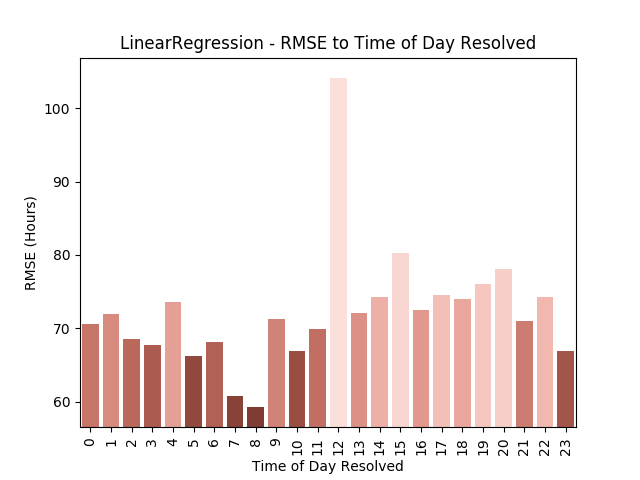 LinearRegression - RMSE to Time of Day Resolved
RMSE (Hours)
100
90
80
70
60
0 1 2 3 4 5 6 7 8 9 10 11 12 13 14 15 16 17 18 19 20 21 22 23
Time of Day Resolved